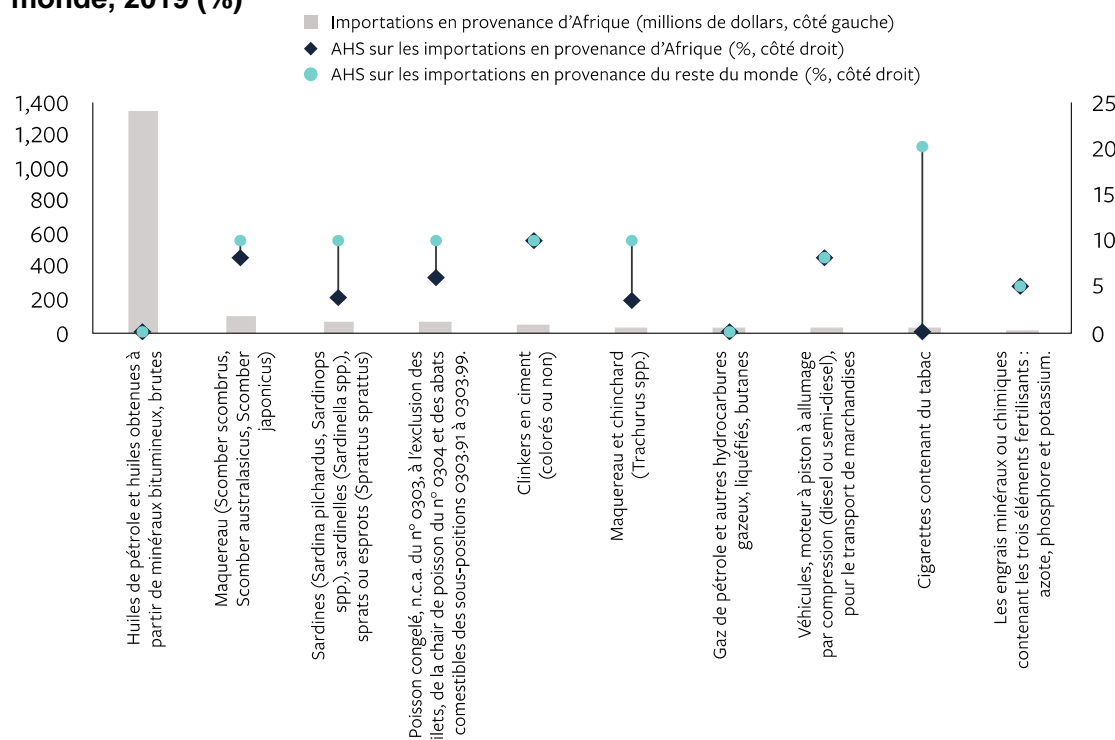 monde, 2019 (%)
Importations en provenance d’Afrique (millions de dollars, côté gauche)
AHS sur les importations en provenance d’Afrique (%, côté droit)
AHS sur les importations en provenance du reste du monde (%, côté droit)
1,400
1,200
1,000
800
600
400
200
0
25
20
15
10
5
0
Huiles de pétrole et huiles obtenues à
partir de minéraux bitumineux, brutes
Maquereau (Scomber scombrus,
Scomber australasicus, Scomber
japonicus)
Sardines (Sardina pilchardus, Sardinops
spp.), sardinelles (Sardinella spp.),
sprats ou esprots (Sprattus sprattus)
Poisson congelé, n.c.a. du n° 0303, à l’exclusion des
ilets, de la chair de poisson du n° 0304 et des abats
comestibles des sous-positions 0303.91 à 0303.99.
Clinkers en ciment
(colorés ou non)
Maquereau et chinchard
(Trachurus spp.)
Gaz de pétrole et autres hydrocarbures
gazeux, liquéfiés, butanes
Véhicules, moteur à piston à allumage
par compression (diesel ou semi-diesel),
pour le transport de marchandises
Cigarettes contenant du tabac
Les engrais minéraux ou chimiques
contenant les trois éléments fertilisants :
azote, phosphore et potassium.